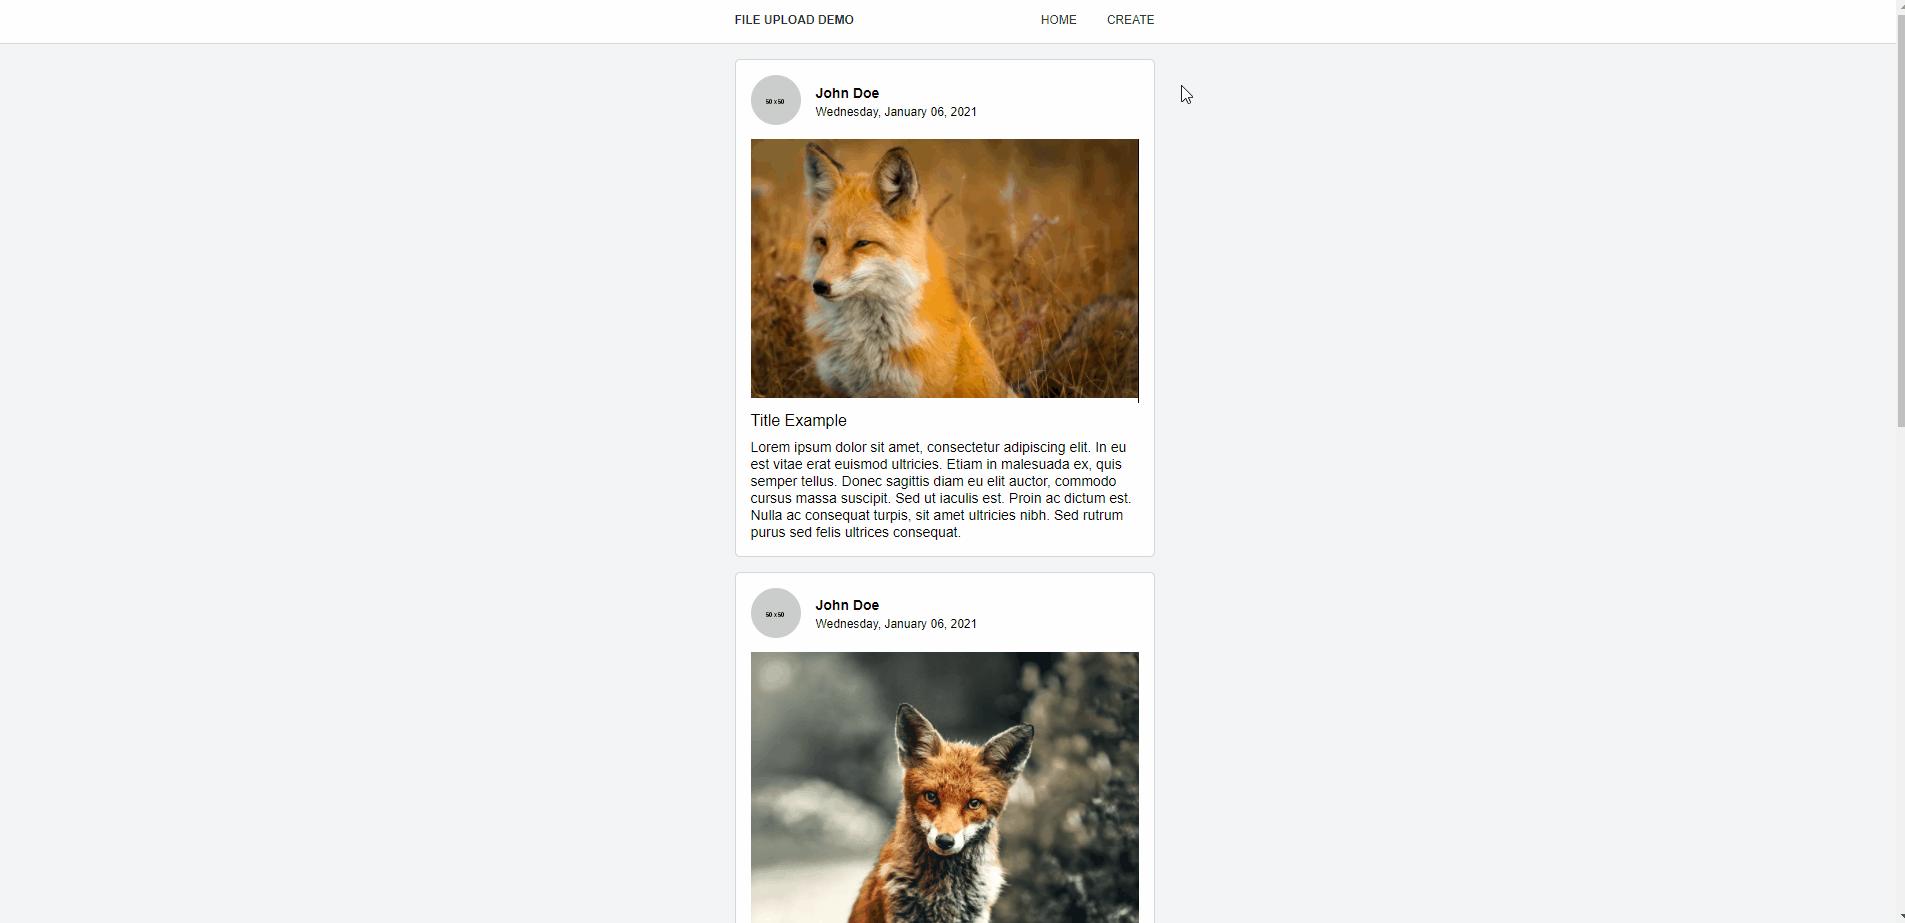 FILE UPLOAD DEMO HOME CREATE
50 x 50
John Doe
Wednesday, January 06, 2021
Title Example
Lorem ipsum dolor sit amet, consectetur adipiscing elit. In eu
est vitae erat euismod ultricies. Etiam in malesuada ex, quis
semper tellus. Donec sagittis diam eu elit auctor, commodo
cursus massa suscipit. Sed ut iaculis est. Proin ac dictum est.
Nulla ac consequat turpis, sit amet ultricies nibh. Sed rutrum
purus sed felis ultrices consequat.
50 x 50
John Doe
Wednesday, January 06, 2021